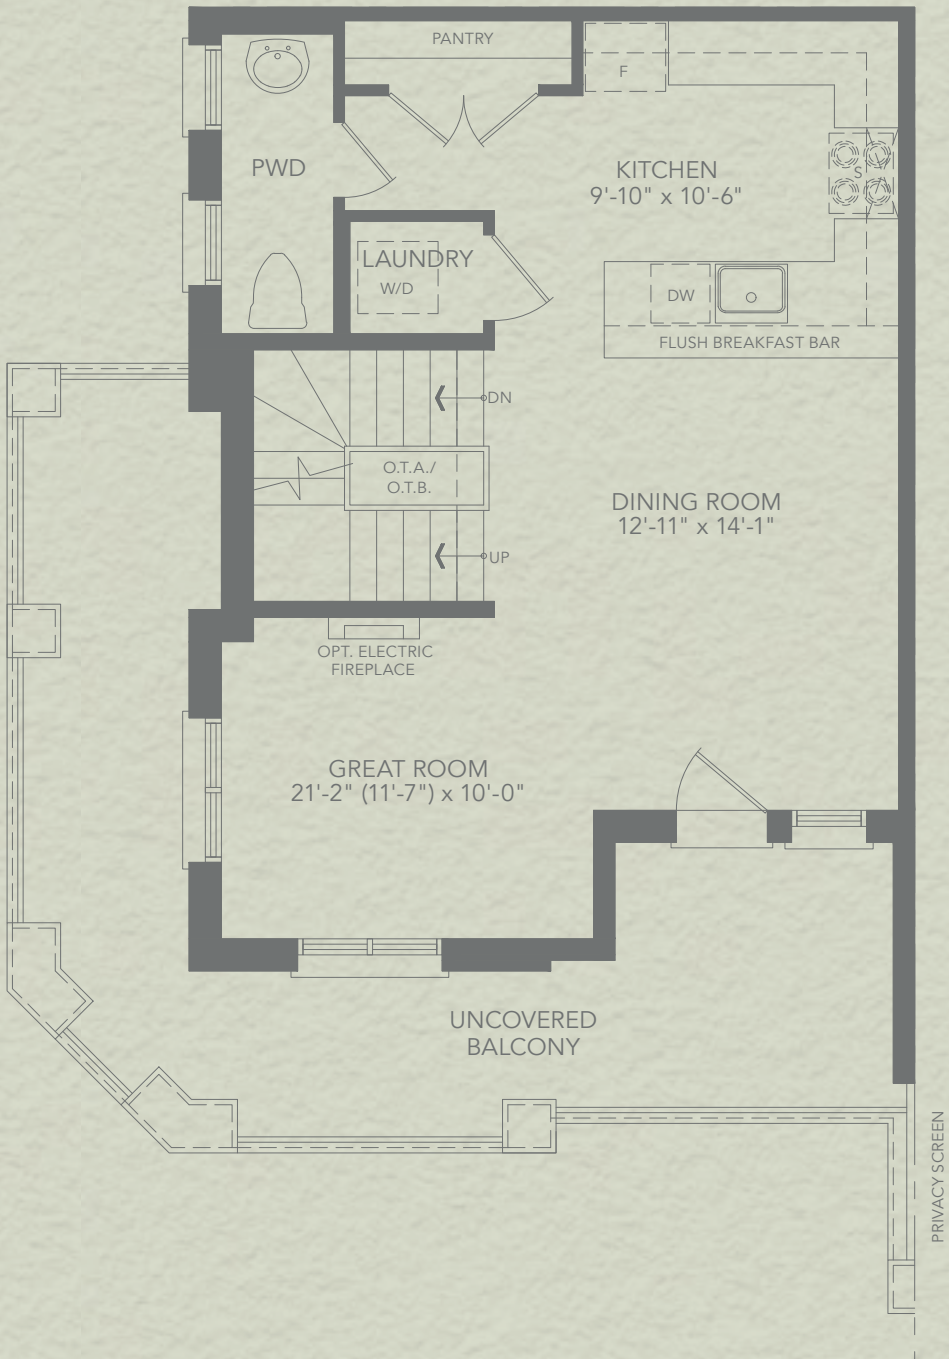 PANTRY
F
PWD
KITCHEN
9'-10" x 10'-6"
S
LAUNDRY
W/D
DW
FLUSH BREAKFAST BAR
DN
O.T.A./
O.T.B.
DINING ROOM
12'-11" x 14'-1"
UP
OPT. ELECTRIC
FIREPLACE
GREAT ROOM
21'-2" (11'-7") x 10'-0"
UNCOVERED
BALCONY
PRIVACY SCREEN